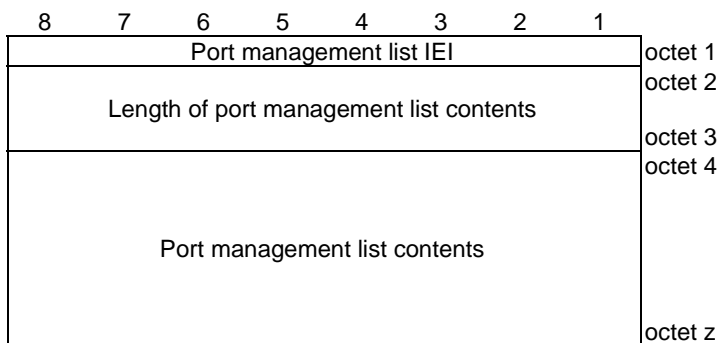 8 7 6 5 4 3 2 1
Port management list IEI octet 1
octet 2
Length of port management list contents
octet 3
octet 4
Port management list contents
octet z